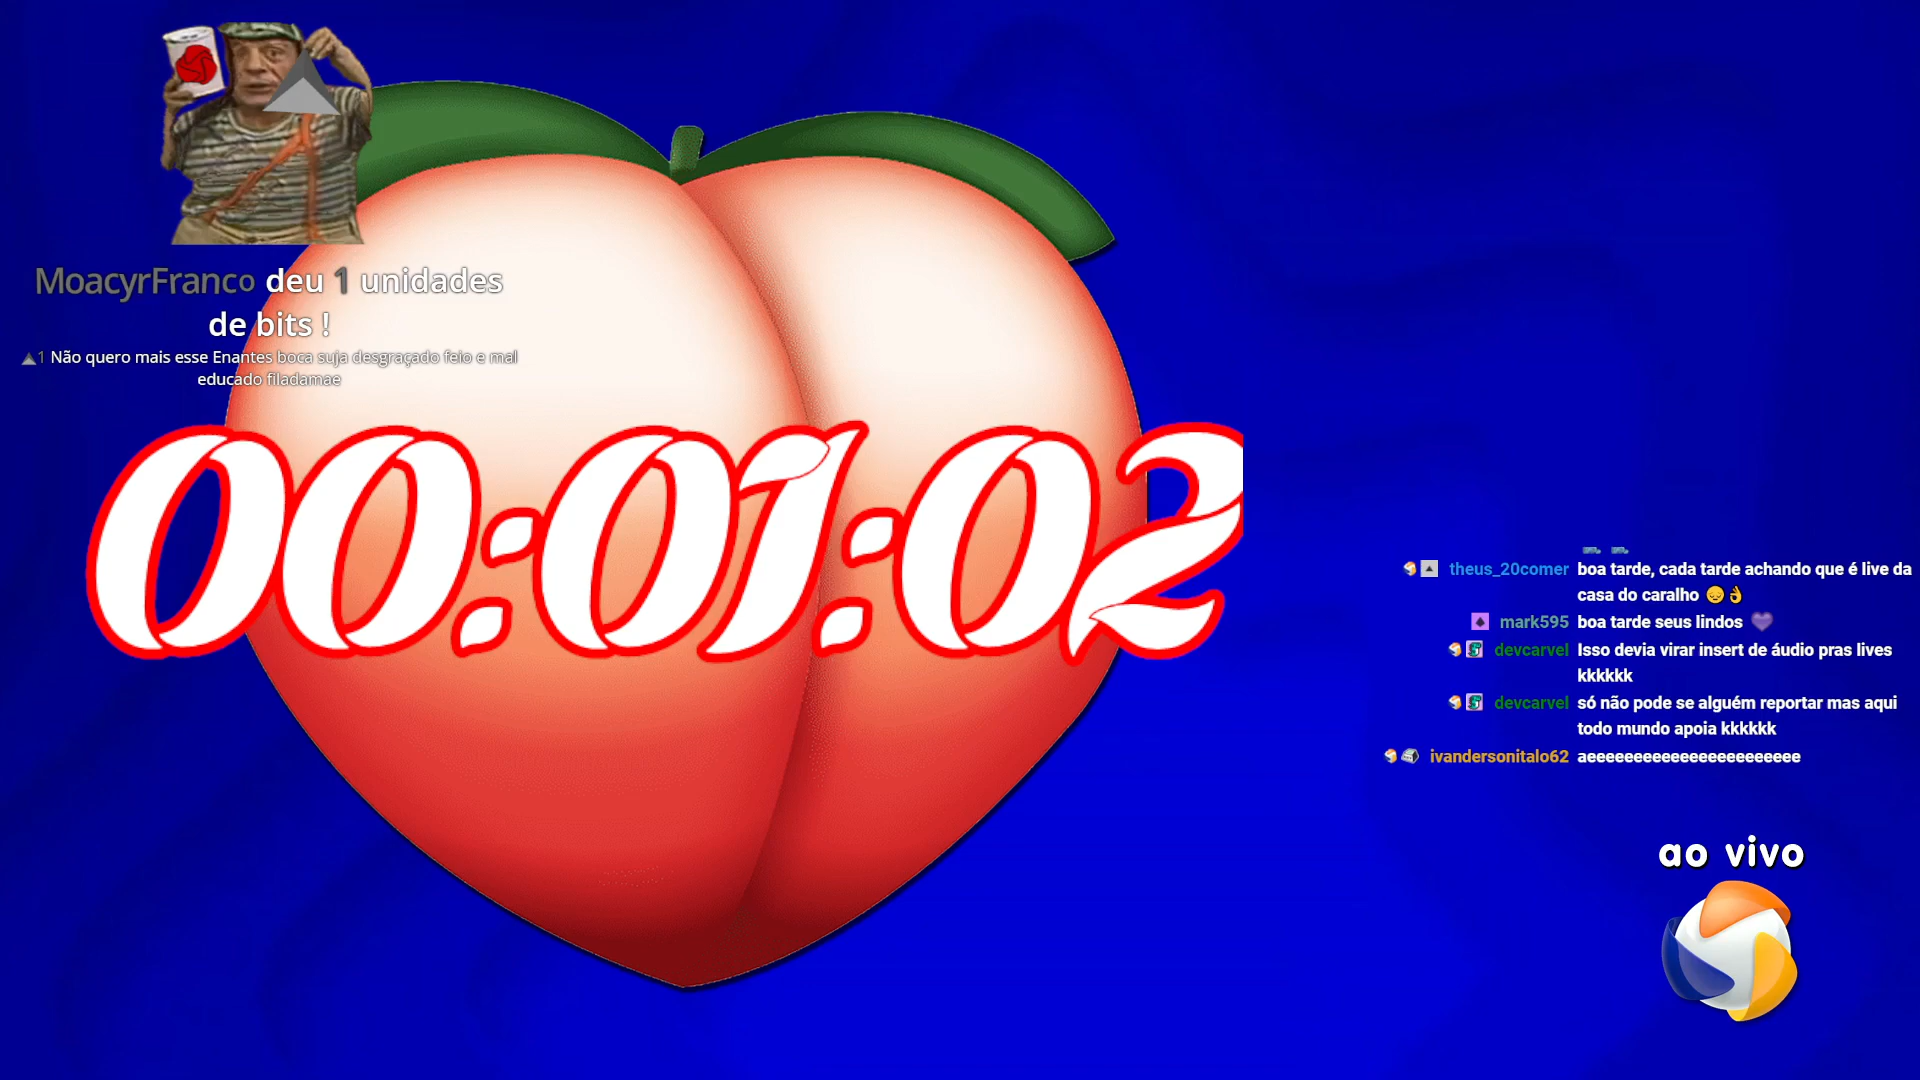 MoacyrFranco deu 1 unidades
de bits !
1 Não quero mais esse Enantes boca suja desgraçado feio e mal
educado filadamae
00:01:02
theus_20comer boa tarde, cada tarde achando que é live da
casa do caralho 😔👌
mark595 boa tarde seus lindos 💜
devcarvel Isso devia virar insert de áudio pras lives
kkkkkk
devcarvel só não pode se alguém reportar mas aqui
todo mundo apoia kkkkkk
ivandersonitalo62 aeeeeeeeeeeeeeeeeeeeeeee
ao vivo